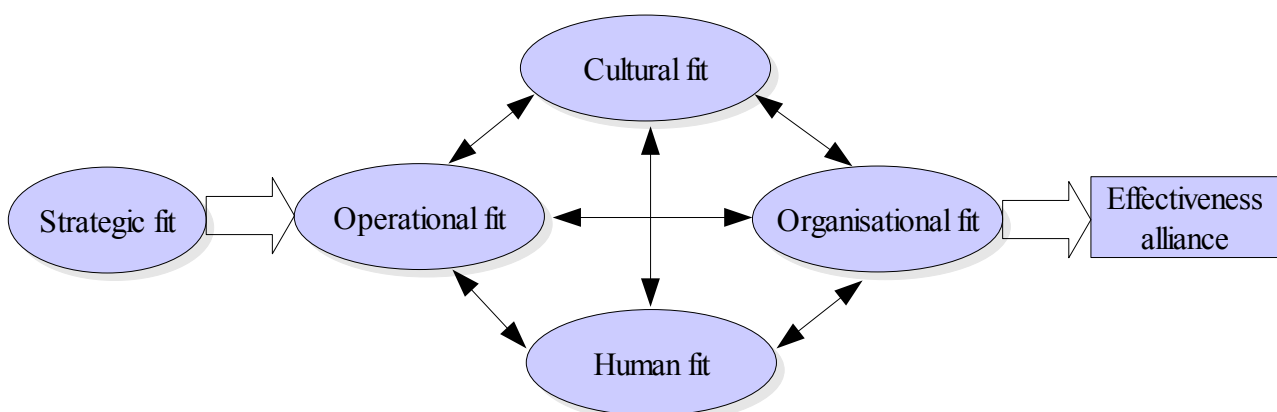 Cultural fit
Strategic fit
Operational fit
Organisational fit
Effectiveness
alliance
Human fit